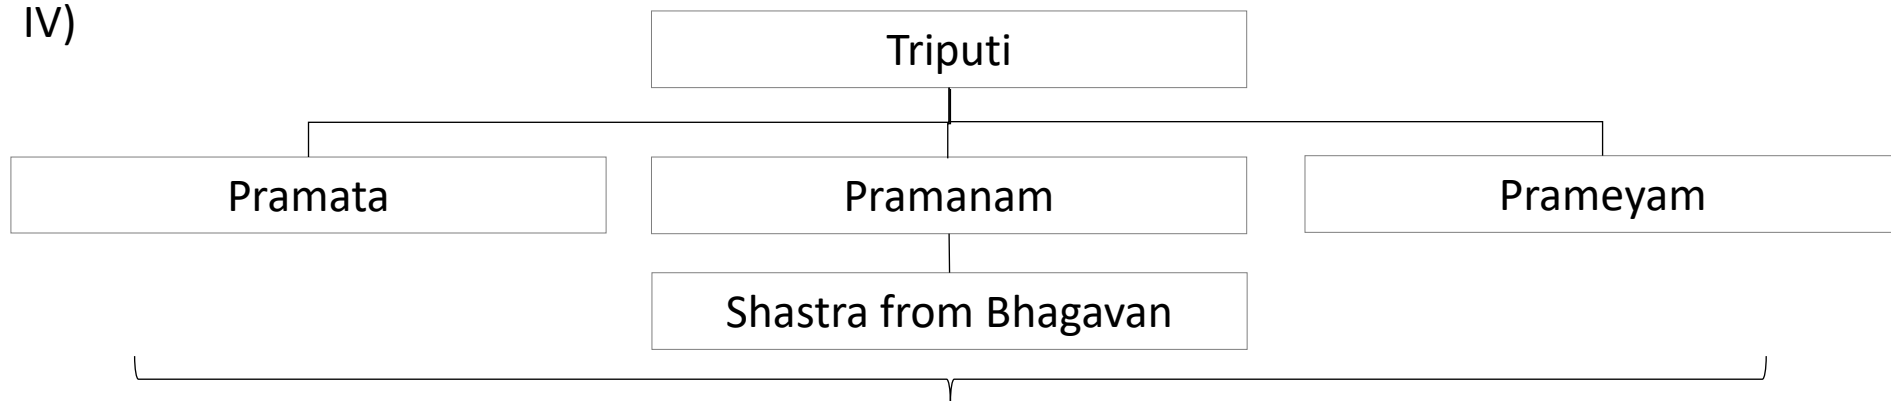 IV)
Triputi
Pramata
Pramanam
Prameyam
Shastra from Bhagavan